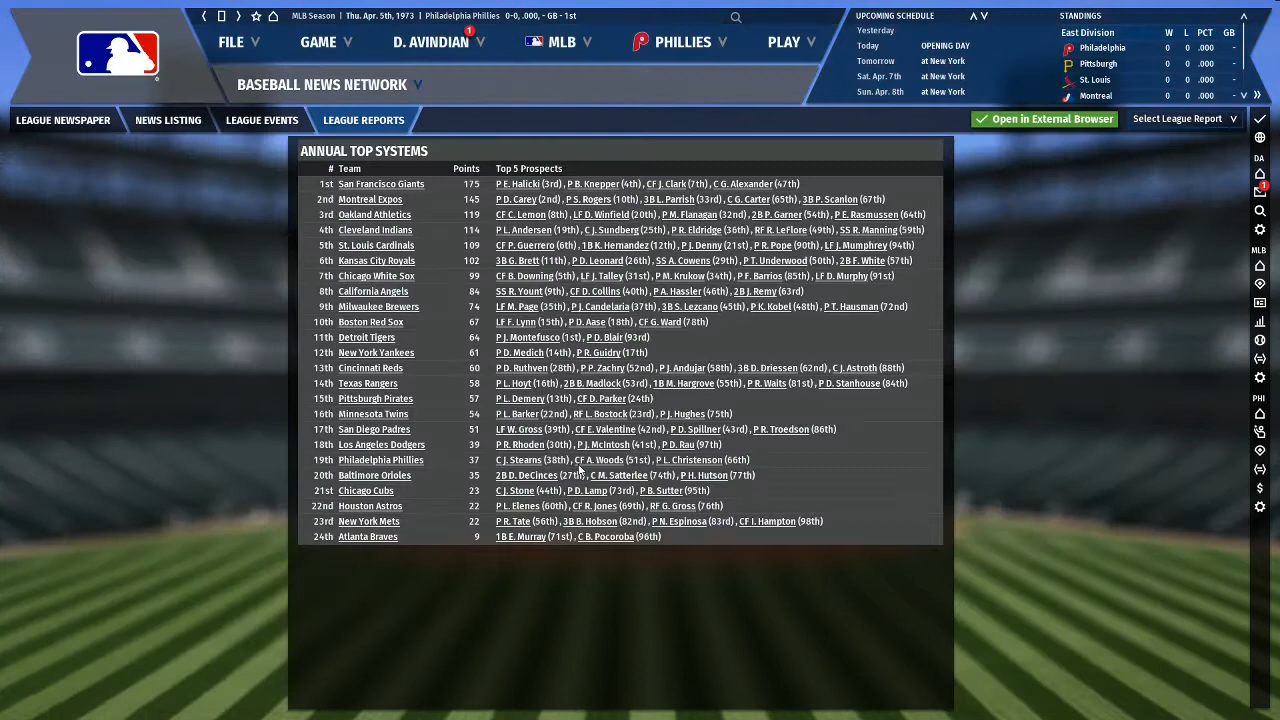 MLB Season | Thu. Apr. 5th, 1973 | Philadelphia Phillies 0-0, .000, - GB - 1st
FILE GAME D. AVINDIAN 1 MLB PHILLIES PLAY
BASEBALL NEWS NETWORK
UPCOMING SCHEDULE
Yesterday
Today OPENING DAY
Tomorrow at New York
Sat. Apr. 7th at New York
Sun. Apr. 8th at New York
STANDINGS
East Division W L PCT GB
Philadelphia 0 0 .000 -
Pittsburgh 0 0 .000 -
St. Louis 0 0 .000 -
Montreal 0 0 .000 -
LEAGUE NEWSPAPER NEWS LISTING LEAGUE EVENTS LEAGUE REPORTS Open in External Browser Select League Report
ANNUAL TOP SYSTEMS
# Team Points Top 5 Prospects
1st San Francisco Giants 175 P E. Halicki (3rd), P B. Knepper (4th), CF J. Clark (7th), C G. Alexander (47th)
2nd Montreal Expos 145 P D. Carey (2nd), P S. Rogers (10th), 3B L. Parrish (33rd), C G. Carter (65th), 3B P. Scanlon (67th)
3rd Oakland Athletics 119 CF C. Lemon (8th), LF D. Winfield (20th), P M. Flanagan (32nd), 2B P. Garner (54th), P E. Rasmussen (64th)
4th Cleveland Indians 114 P L. Andersen (19th), C J. Sundberg (25th), P R. Eldridge (36th), RF R. LeFlore (49th), SS R. Manning (59th)
5th St. Louis Cardinals 109 CF P. Guerrero (6th), 1B K. Hernandez (12th), P J. Denny (21st), P R. Pope (90th), LF J. Mumphrey (94th)
6th Kansas City Royals 102 3B G. Brett (11th), P D. Leonard (26th), SS A. Cowens (29th), P T. Underwood (50th), 2B F. White (57th)
7th Chicago White Sox 99 CF B. Downing (5th), LF J. Talley (31st), P M. Krukow (34th), P F. Barrios (85th), LF D. Murphy (91st)
8th California Angels 84 SS R. Yount (9th), CF D. Collins (40th), P A. Hassler (46th), 2B J. Remy (63rd)
9th Milwaukee Brewers 74 LF M. Page (35th), P J. Candelaria (37th), 3B S. Lezcano (45th), P K. Kobel (48th), P T. Hausman (72nd)
10th Boston Red Sox 67 LF F. Lynn (15th), P D. Aase (18th), CF G. Ward (78th)
11th Detroit Tigers 64 P J. Montefusco (1st), P D. Blair (93rd)
12th New York Yankees 61 P D. Medich (14th), P R. Guidry (17th)
13th Cincinnati Reds 60 P D. Ruthven (28th), P P. Zachry (52nd), P J. Andujar (58th), 3B D. Driessen (62nd), C J. Astroth (88th)
14th Texas Rangers 58 P L. Hoyt (16th), 2B B. Madlock (53rd), 1B M. Hargrove (55th), P R. Waits (81st), P D. Stanhouse (84th)
15th Pittsburgh Pirates 57 P L. Demery (13th), CF D. Parker (24th)
16th Minnesota Twins 54 P L. Barker (22nd), RF L. Bostock (23rd), P J. Hughes (75th)
17th San Diego Padres 51 LF W. Gross (39th), CF E. Valentine (42nd), P D. Spillner (43rd), P R. Troedson (86th)
18th Los Angeles Dodgers 39 P R. Rhoden (30th), P J. McIntosh (41st), P D. Rau (97th)
19th Philadelphia Phillies 37 C J. Stearns (38th), CF A. Woods (51st), P L. Christenson (66th)
20th Baltimore Orioles 35 2B D. DeCinces (27th), C M. Satterlee (74th), P H. Hutson (77th)
21st Chicago Cubs 23 C J. Stone (44th), P D. Lamp (73rd), P B. Sutter (95th)
22nd Houston Astros 22 P L. Elenes (60th), CF R. Jones (69th), RF G. Gross (76th)
23rd New York Mets 22 P R. Tate (56th), 3B B. Hobson (82nd), P N. Espinosa (83rd), CF I. Hampton (98th)
24th Atlanta Braves 9 1B E. Murray (71st), C B. Pocoroba (96th)
DA
1
MLB
PHI